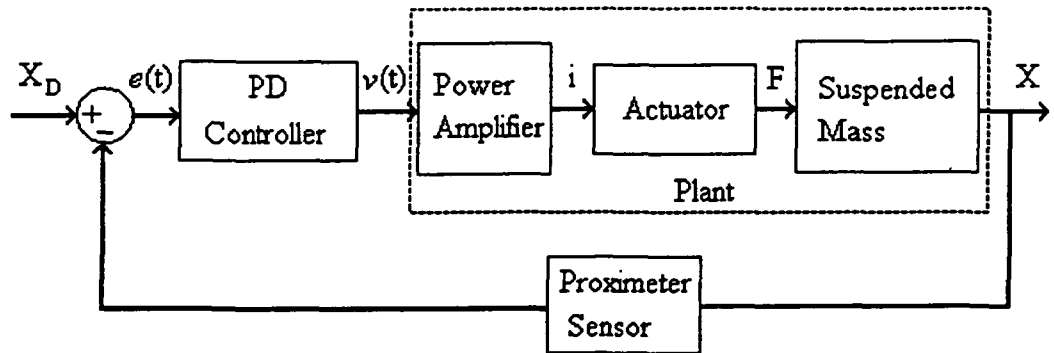 X_D
+
−
e(t)
PD
Controller
v(t)
Power
Amplifier
i
Actuator
F
Suspended
Mass
X
Plant
Proximeter
Sensor